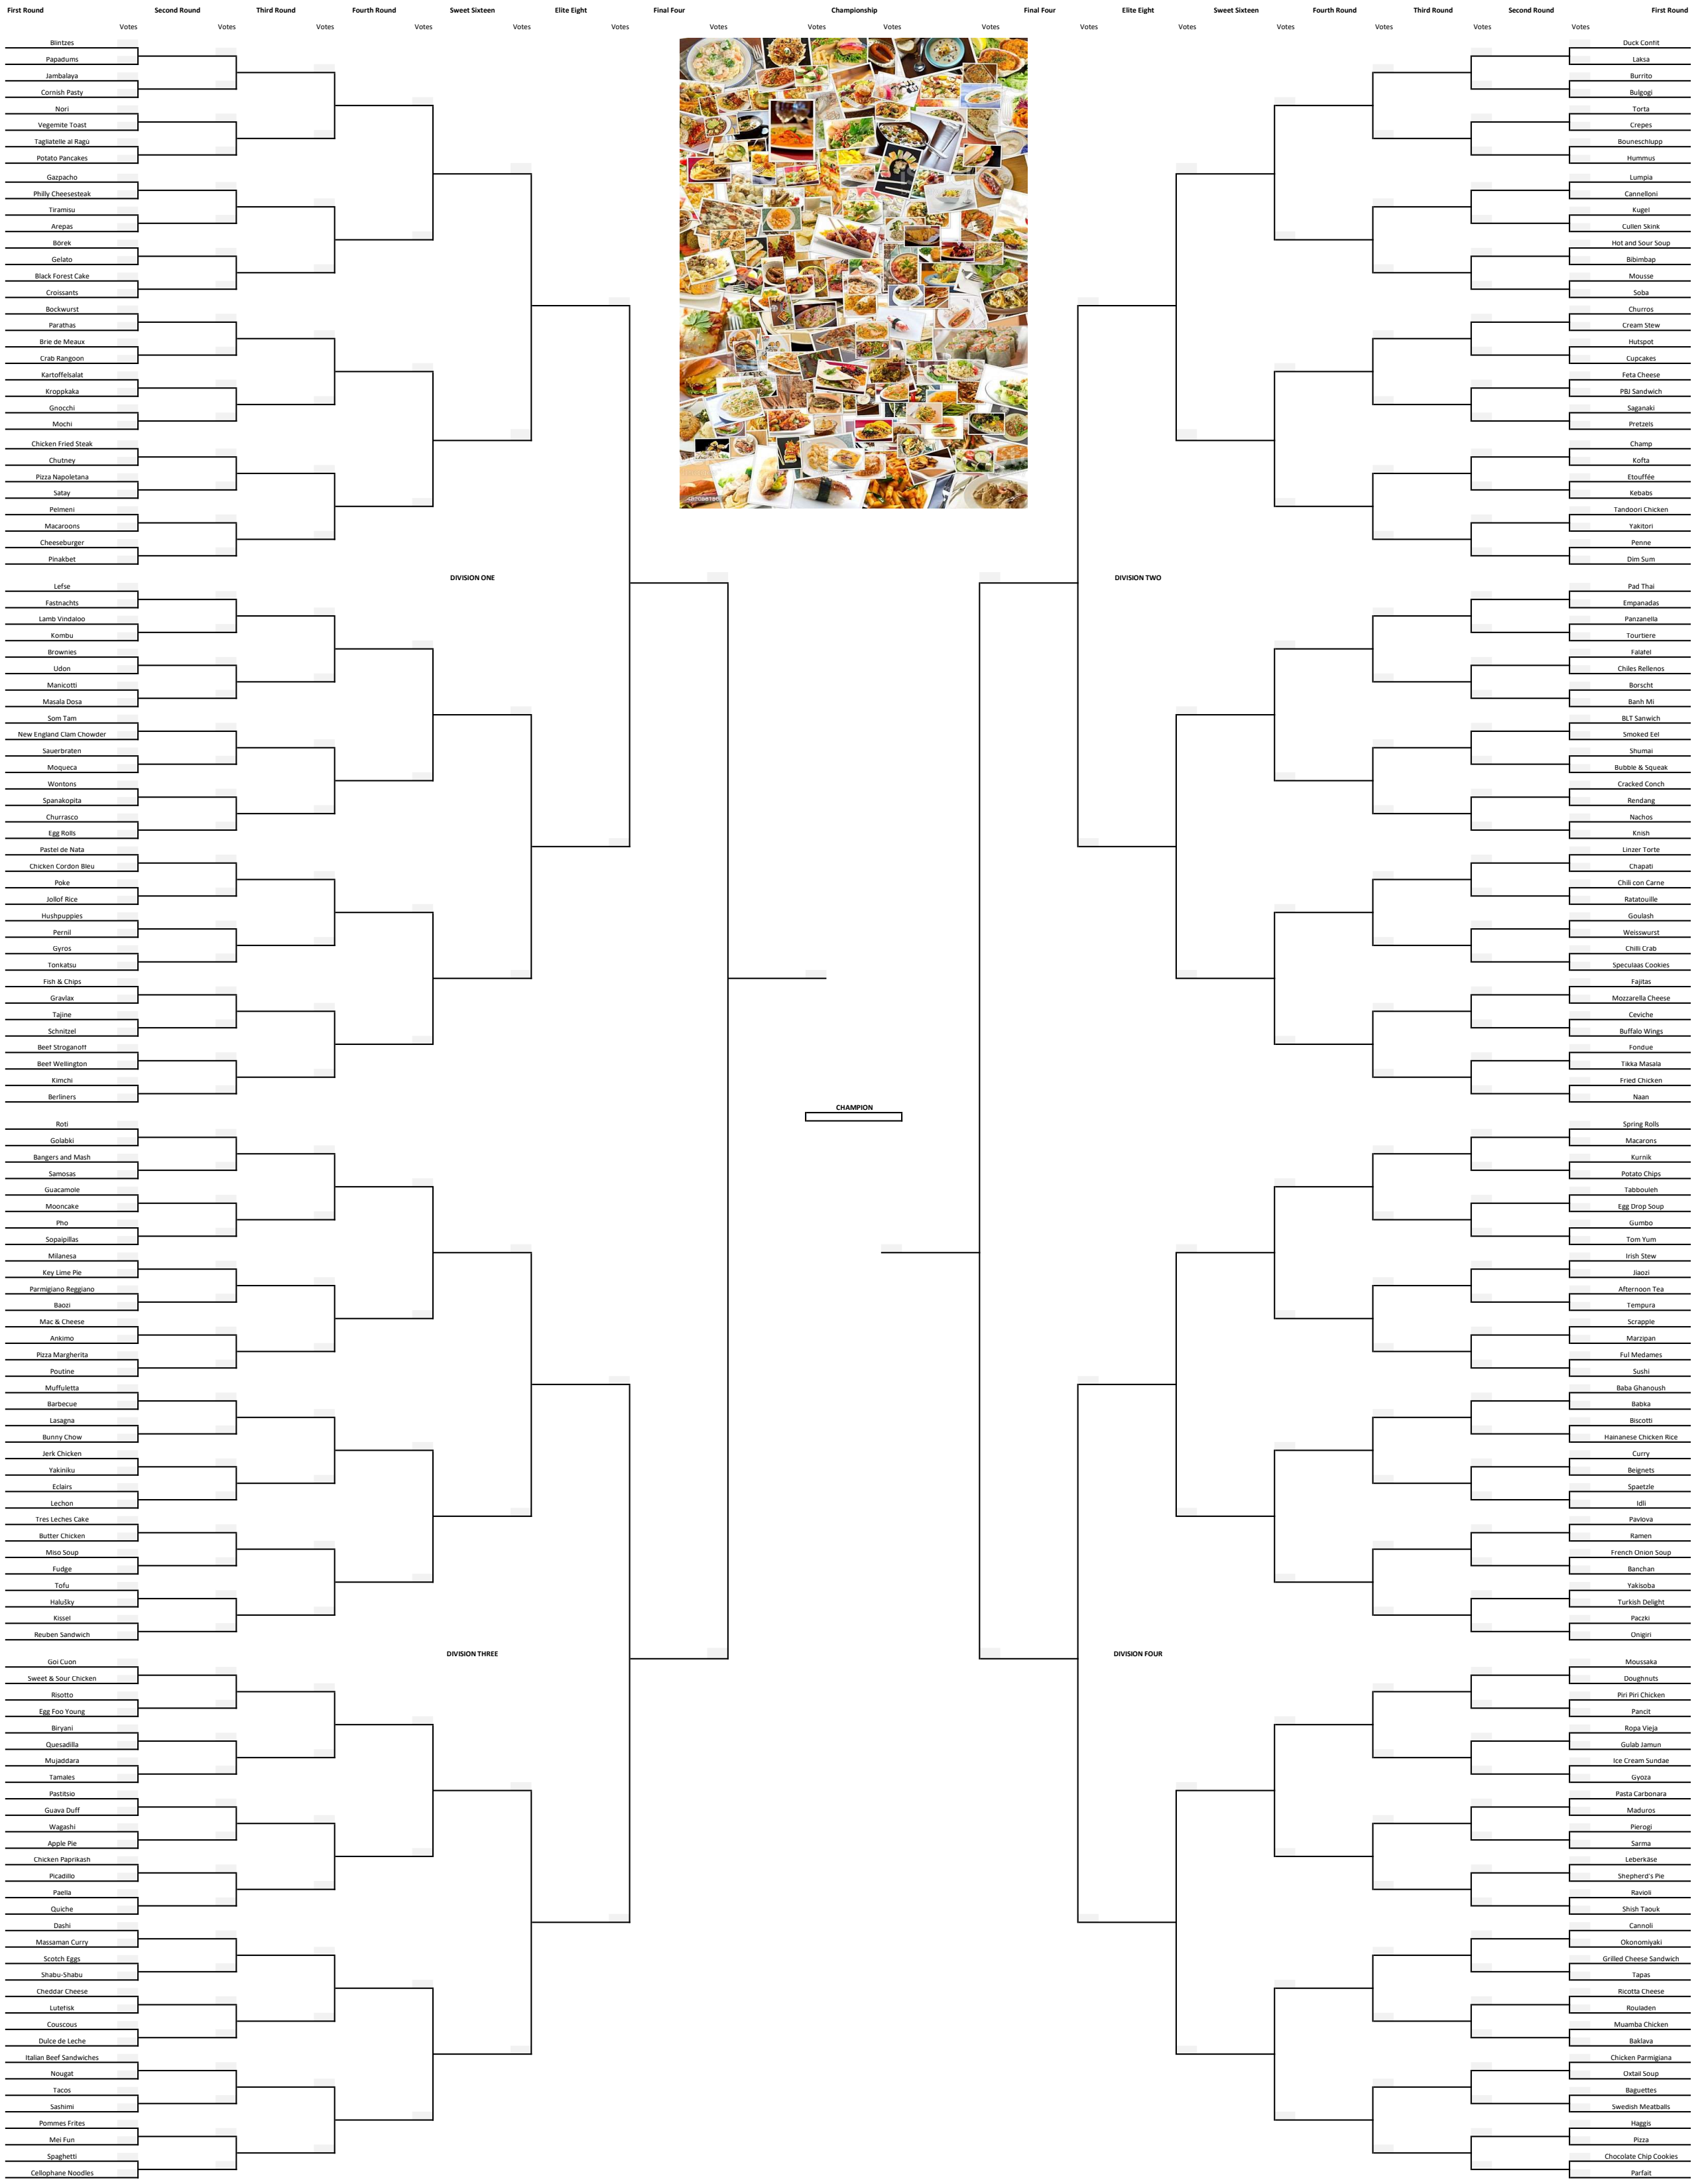 First Round Second Round Third Round Fourth Round Sweet Sixteen Elite Eight Final Four Championship Final Four Elite Eight Sweet Sixteen Fourth Round Third Round Second Round First Round
Votes Votes Votes Votes Votes Votes Votes Votes Votes Votes Votes Votes Votes Votes Votes Votes
Blintzes
Papadums
Jambalaya
Cornish Pasty
Nori
Vegemite Toast
Tagliatelle al Ragù
Potato Pancakes
Gazpacho
Philly Cheesesteak
Tiramisu
Arepas
Börek
Gelato
Black Forest Cake
Croissants
Bockwurst
Parathas
Brie de Meaux
Crab Rangoon
Kartoffelsalat
Kroppkaka
Gnocchi
Mochi
Chicken Fried Steak
Chutney
Pizza Napoletana
Satay
Pelmeni
Macaroons
Cheeseburger
Pinakbet
DIVISION ONE
Lefse
Fastnachts
Lamb Vindaloo
Kombu
Brownies
Udon
Manicotti
Masala Dosa
Som Tam
New England Clam Chowder
Sauerbraten
Moqueca
Wontons
Spanakopita
Churrasco
Egg Rolls
Pastel de Nata
Chicken Cordon Bleu
Poke
Jollof Rice
Hushpuppies
Pernil
Gyros
Tonkatsu
Fish & Chips
Gravlax
Tajine
Schnitzel
Beef Stroganoff
Beef Wellington
Kimchi
Berliners
Roti
Golabki
Bangers and Mash
Samosas
Guacamole
Mooncake
Pho
Sopaipillas
Milanesa
Key Lime Pie
Parmigiano Reggiano
Baozi
Mac & Cheese
Ankimo
Pizza Margherita
Poutine
Muffuletta
Barbecue
Lasagna
Bunny Chow
Jerk Chicken
Yakiniku
Eclairs
Lechon
Tres Leches Cake
Butter Chicken
Miso Soup
Fudge
Tofu
Halušky
Kissel
Reuben Sandwich
DIVISION THREE
Goi Cuon
Sweet & Sour Chicken
Risotto
Egg Foo Young
Biryani
Quesadilla
Mujaddara
Tamales
Pastitsio
Guava Duff
Wagashi
Apple Pie
Chicken Paprikash
Picadillo
Paella
Quiche
Dashi
Massaman Curry
Scotch Eggs
Shabu-Shabu
Cheddar Cheese
Lutefisk
Couscous
Dulce de Leche
Italian Beef Sandwiches
Nougat
Tacos
Sashimi
Pommes Frites
Mei Fun
Spaghetti
Cellophane Noodles
CHAMPION
Duck Confit
Laksa
Burrito
Bulgogi
Torta
Crepes
Bouneschlupp
Hummus
Lumpia
Cannelloni
Kugel
Cullen Skink
Hot and Sour Soup
Bibimbap
Mousse
Soba
Churros
Cream Stew
Hutspot
Cupcakes
Feta Cheese
PBJ Sandwich
Saganaki
Pretzels
Champ
Kofta
Etouffée
Kebabs
Tandoori Chicken
Yakitori
Penne
Dim Sum
DIVISION TWO
Pad Thai
Empanadas
Panzanella
Tourtiere
Falafel
Chiles Rellenos
Borscht
Banh Mi
BLT Sanwich
Smoked Eel
Shumai
Bubble & Squeak
Cracked Conch
Rendang
Nachos
Knish
Linzer Torte
Chapati
Chili con Carne
Ratatouille
Goulash
Weisswurst
Chilli Crab
Speculaas Cookies
Fajitas
Mozzarella Cheese
Ceviche
Buffalo Wings
Fondue
Tikka Masala
Fried Chicken
Naan
Spring Rolls
Macarons
Kurnik
Potato Chips
Tabbouleh
Egg Drop Soup
Gumbo
Tom Yum
Irish Stew
Jiaozi
Afternoon Tea
Tempura
Scrapple
Marzipan
Ful Medames
Sushi
Baba Ghanoush
Babka
Biscotti
Hainanese Chicken Rice
Curry
Beignets
Spaetzle
Idli
Pavlova
Ramen
French Onion Soup
Banchan
Yakisoba
Turkish Delight
Paczki
Onigiri
DIVISION FOUR
Moussaka
Doughnuts
Piri Piri Chicken
Pancit
Ropa Vieja
Gulab Jamun
Ice Cream Sundae
Gyoza
Pasta Carbonara
Maduros
Pierogi
Sarma
Leberkäse
Shepherd's Pie
Ravioli
Shish Taouk
Cannoli
Okonomiyaki
Grilled Cheese Sandwich
Tapas
Ricotta Cheese
Rouladen
Muamba Chicken
Baklava
Chicken Parmigiana
Oxtail Soup
Baguettes
Swedish Meatballs
Haggis
Pizza
Chocolate Chip Cookies
Parfait